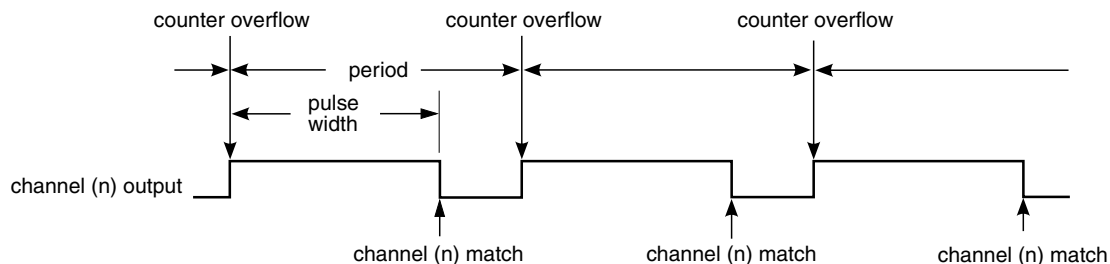 counter overflow counter overflow counter overflow
period
pulse
width
channel (n) output
channel (n) match channel (n) match channel (n) match